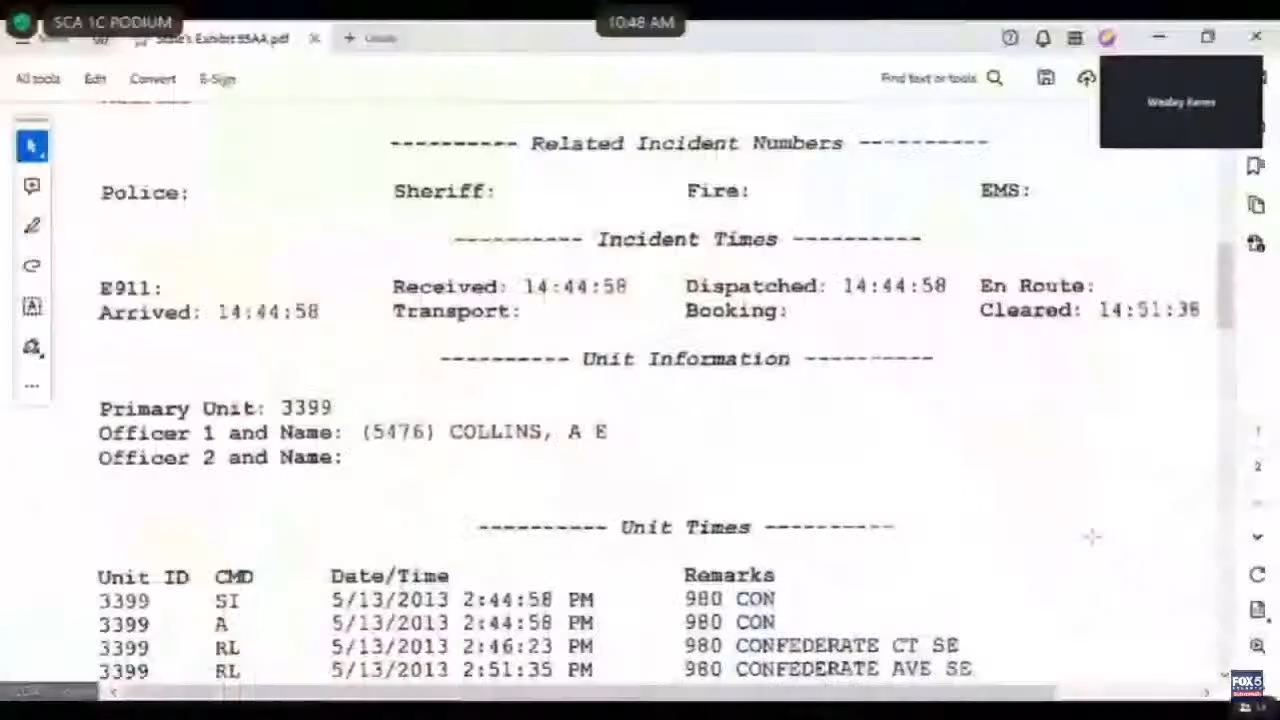 SCA 1C PODIUM
10:48 AM
State's Exhibit 55AA.pdf
+ Create
All tools Edit Convert E-Sign
Find text or tools
---------- Related Incident Numbers ----------
Police: Sheriff: Fire: EMS:
---------- Incident Times ----------
E911: Received: 14:44:58 Dispatched: 14:44:58 En Route:
Arrived: 14:44:58 Transport: Booking: Cleared: 14:51:36
---------- Unit Information ----------
Primary Unit: 3399
Officer 1 and Name: (5476) COLLINS, A E
Officer 2 and Name:
---------- Unit Times ----------
Unit ID CMD Date/Time Remarks
3399 SI 5/13/2013 2:44:58 PM 980 CON
3399 A 5/13/2013 2:44:58 PM 980 CON
3399 RL 5/13/2013 2:46:23 PM 980 CONFEDERATE CT SE
3399 RL 5/13/2013 2:51:35 PM 980 CONFEDERATE AVE SE
1
2
FOX 5
ATLANTA